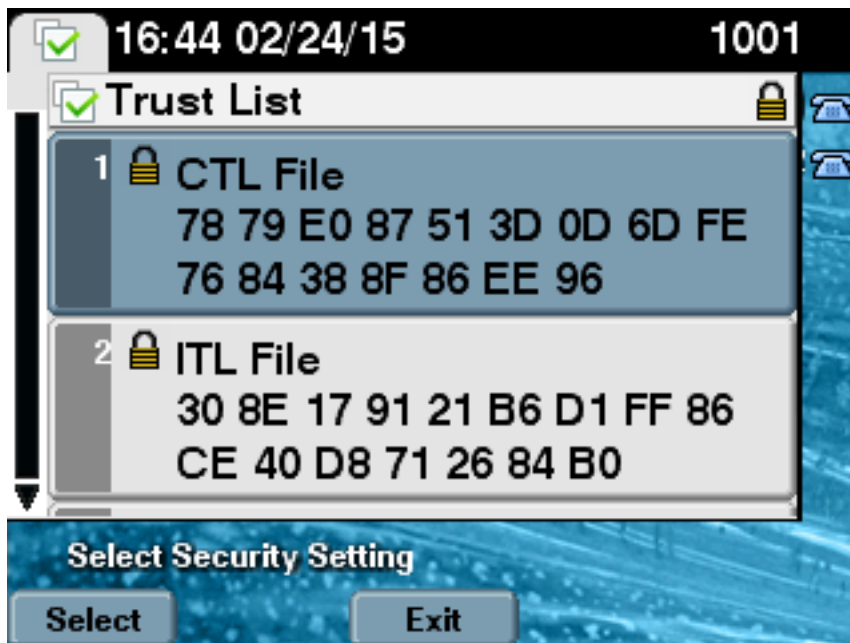 16:44 02/24/15 1001
Trust List
1 CTL File
78 79 E0 87 51 3D 0D 6D FE
76 84 38 8F 86 EE 96
2 ITL File
30 8E 17 91 21 B6 D1 FF 86
CE 40 D8 71 26 84 B0
Select Security Setting
Select Exit